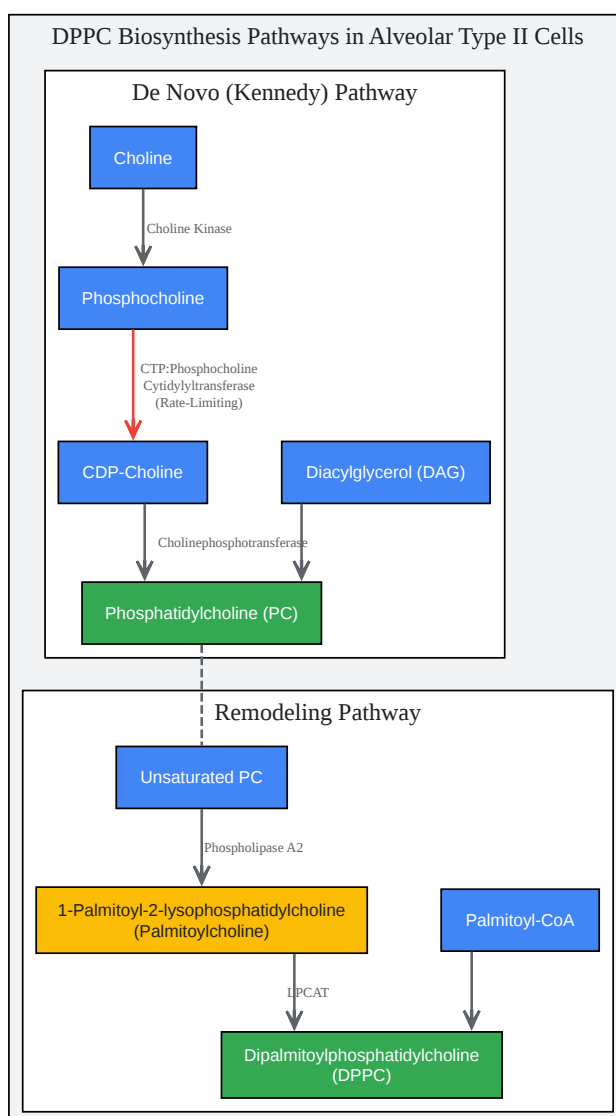 DPPC Biosynthesis Pathways in Alveolar Type II Cells
De Novo (Kennedy) Pathway
Choline
Choline Kinase
Phosphocholine
CTP:Phosphocholine
Cytidylyltransferase
(Rate-Limiting)
CDP-Choline
Diacylglycerol (DAG)
Cholinephosphotransferase
Phosphatidylcholine (PC)
Remodeling Pathway
Unsaturated PC
Phospholipase A2
1-Palmitoyl-2-lysophosphatidylcholine
(Palmitoylcholine)
Palmitoyl-CoA
LPCAT
Dipalmitoylphosphatidylcholine
(DPPC)